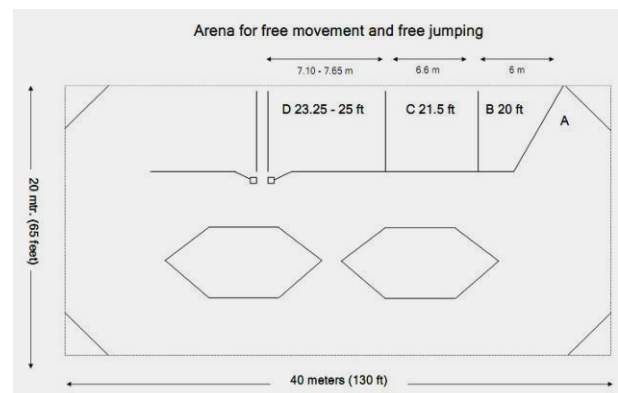 Arena for free movement and free jumping
7.10 - 7.65 m
6.6 m
6 m
D 23.25 - 25 ft
C 21.5 ft
B 20 ft
A
20 mtr. (65 feet)
40 meters (130 ft)